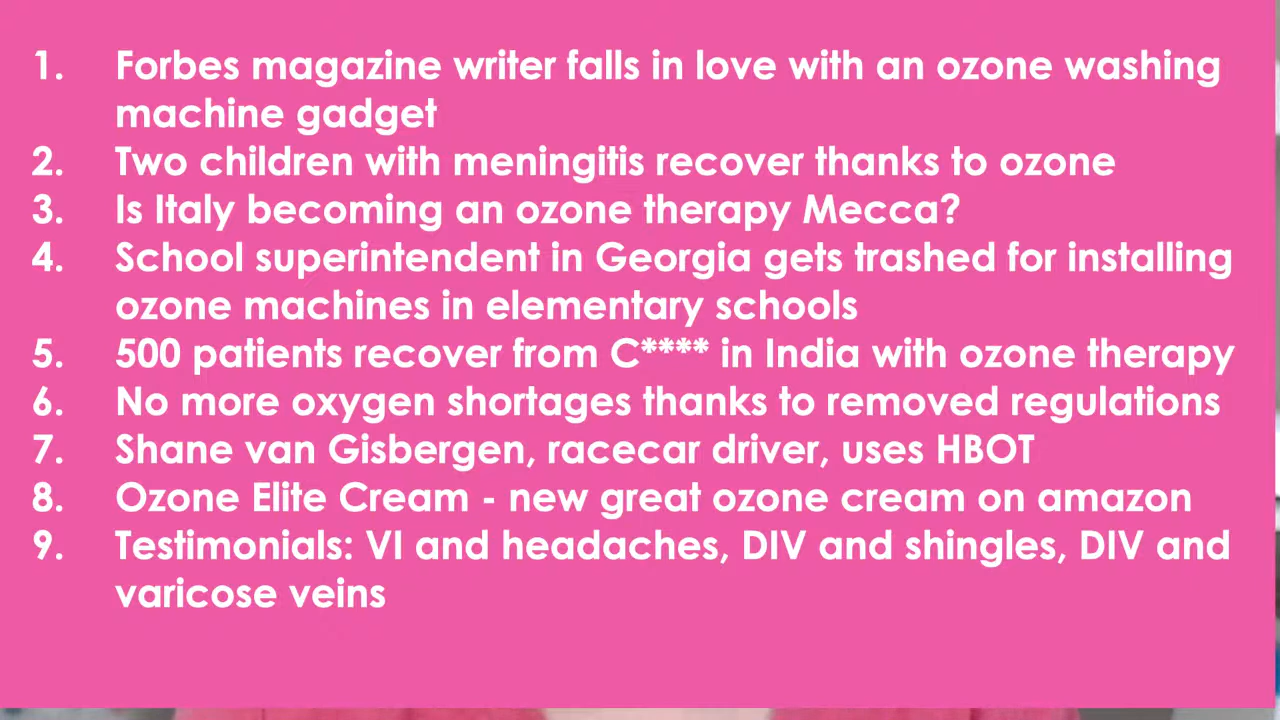 1. Forbes magazine writer falls in love with an ozone washing
machine gadget
2. Two children with meningitis recover thanks to ozone
3. Is Italy becoming an ozone therapy Mecca?
4. School superintendent in Georgia gets trashed for installing
ozone machines in elementary schools
5. 500 patients recover from C**** in India with ozone therapy
6. No more oxygen shortages thanks to removed regulations
7. Shane van Gisbergen, racecar driver, uses HBOT
8. Ozone Elite Cream - new great ozone cream on amazon
9. Testimonials: VI and headaches, DIV and shingles, DIV and
varicose veins